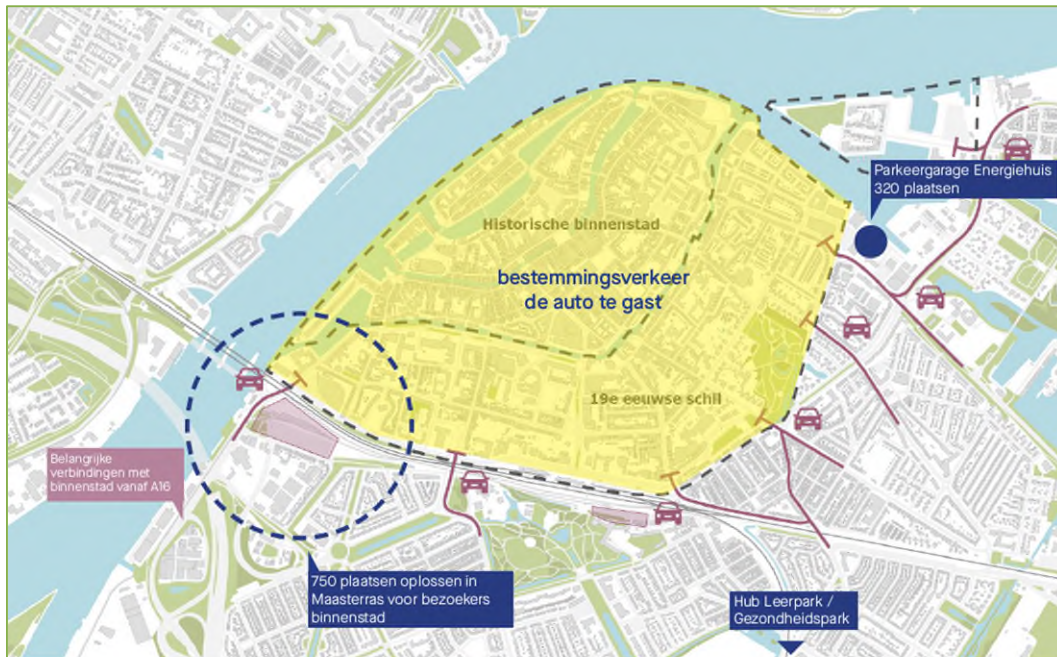 Parkeergarage Energiehuis
320 plaatsen
Historische binnenstad
bestemmingsverkeer
de auto te gast
19e eeuwse schil
Belangrijke
verbindingen met
binnenstad vanaf A16
750 plaatsen oplossen in
Maasterras voor bezoekers
binnenstad
Hub Leerpark /
Gezondheidspark